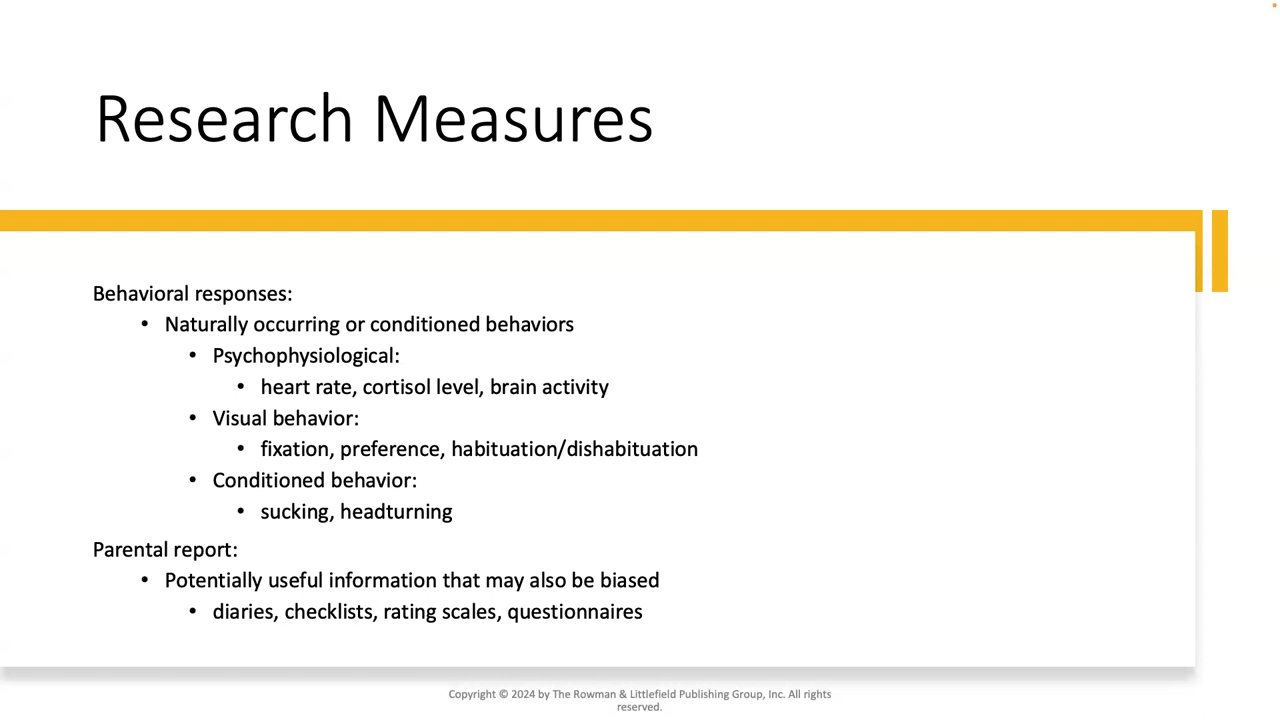 Research Measures
Behavioral responses:
• Naturally occurring or conditioned behaviors
• Psychophysiological:
• heart rate, cortisol level, brain activity
• Visual behavior:
• fixation, preference, habituation/dishabituation
• Conditioned behavior:
• sucking, headturning
Parental report:
• Potentially useful information that may also be biased
• diaries, checklists, rating scales, questionnaires
Copyright © 2024 by The Rowman & Littlefield Publishing Group, Inc. All rights
reserved.